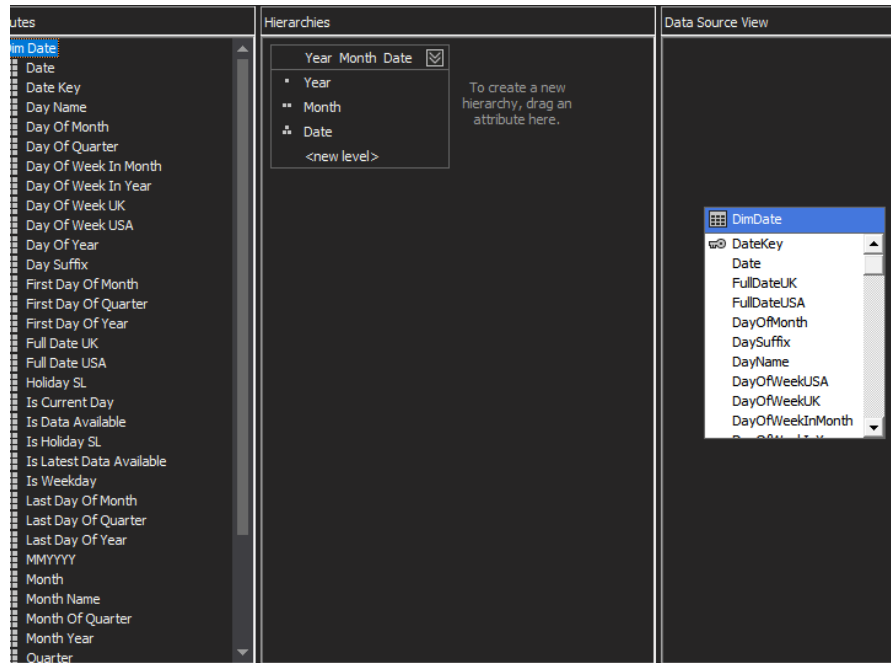 utes
im Date
Date
Date Key
Day Name
Day Of Month
Day Of Quarter
Day Of Week In Month
Day Of Week In Year
Day Of Week UK
Day Of Week USA
Day Of Year
Day Suffix
First Day Of Month
First Day Of Quarter
First Day Of Year
Full Date UK
Full Date USA
Holiday SL
Is Current Day
Is Data Available
Is Holiday SL
Is Latest Data Available
Is Weekday
Last Day Of Month
Last Day Of Quarter
Last Day Of Year
MMYYYY
Month
Month Name
Month Of Quarter
Month Year
Quarter
Hierarchies
Year Month Date
Year
Month
Date
<new level>
To create a new
hierarchy, drag an
attribute here.
Data Source View
DimDate
DateKey
Date
FullDateUK
FullDateUSA
DayOfMonth
DaySuffix
DayName
DayOfWeekUSA
DayOfWeekUK
DayOfWeekInMonth